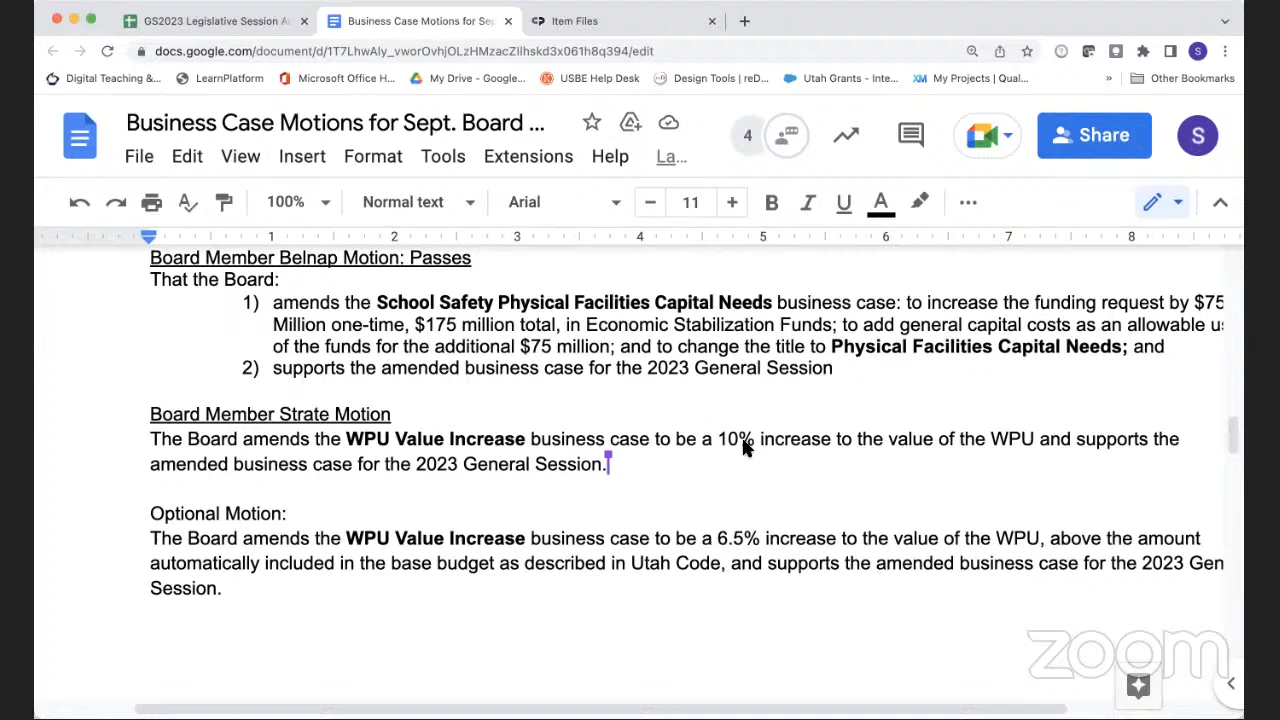 GS2023 Legislative Session A
Business Case Motions for Sep
Item Files
docs.google.com/document/d/1T7LhwAly_vworOvhjOLzHMzacZIlhskd3x061h8q394/edit
Digital Teaching &...
LearnPlatform
Microsoft Office H...
My Drive - Google...
USBE Help Desk
Design Tools | reD...
Utah Grants - Inte...
My Projects | Qual...
»
Other Bookmarks
Business Case Motions for Sept. Board ...
4
Share
S
File Edit View Insert Format Tools Extensions Help La...
100% Normal text Arial 11 B I U A
1 2 3 4 5 6 7 8
Board Member Belnap Motion: Passes
That the Board:
1) amends the School Safety Physical Facilities Capital Needs business case: to increase the funding request by $75
Million one-time, $175 million total, in Economic Stabilization Funds; to add general capital costs as an allowable us
of the funds for the additional $75 million; and to change the title to Physical Facilities Capital Needs; and
2) supports the amended business case for the 2023 General Session
Board Member Strate Motion
The Board amends the WPU Value Increase business case to be a 10% increase to the value of the WPU and supports the
amended business case for the 2023 General Session.
Optional Motion:
The Board amends the WPU Value Increase business case to be a 6.5% increase to the value of the WPU, above the amount
automatically included in the base budget as described in Utah Code, and supports the amended business case for the 2023 Gen
Session.
zoom